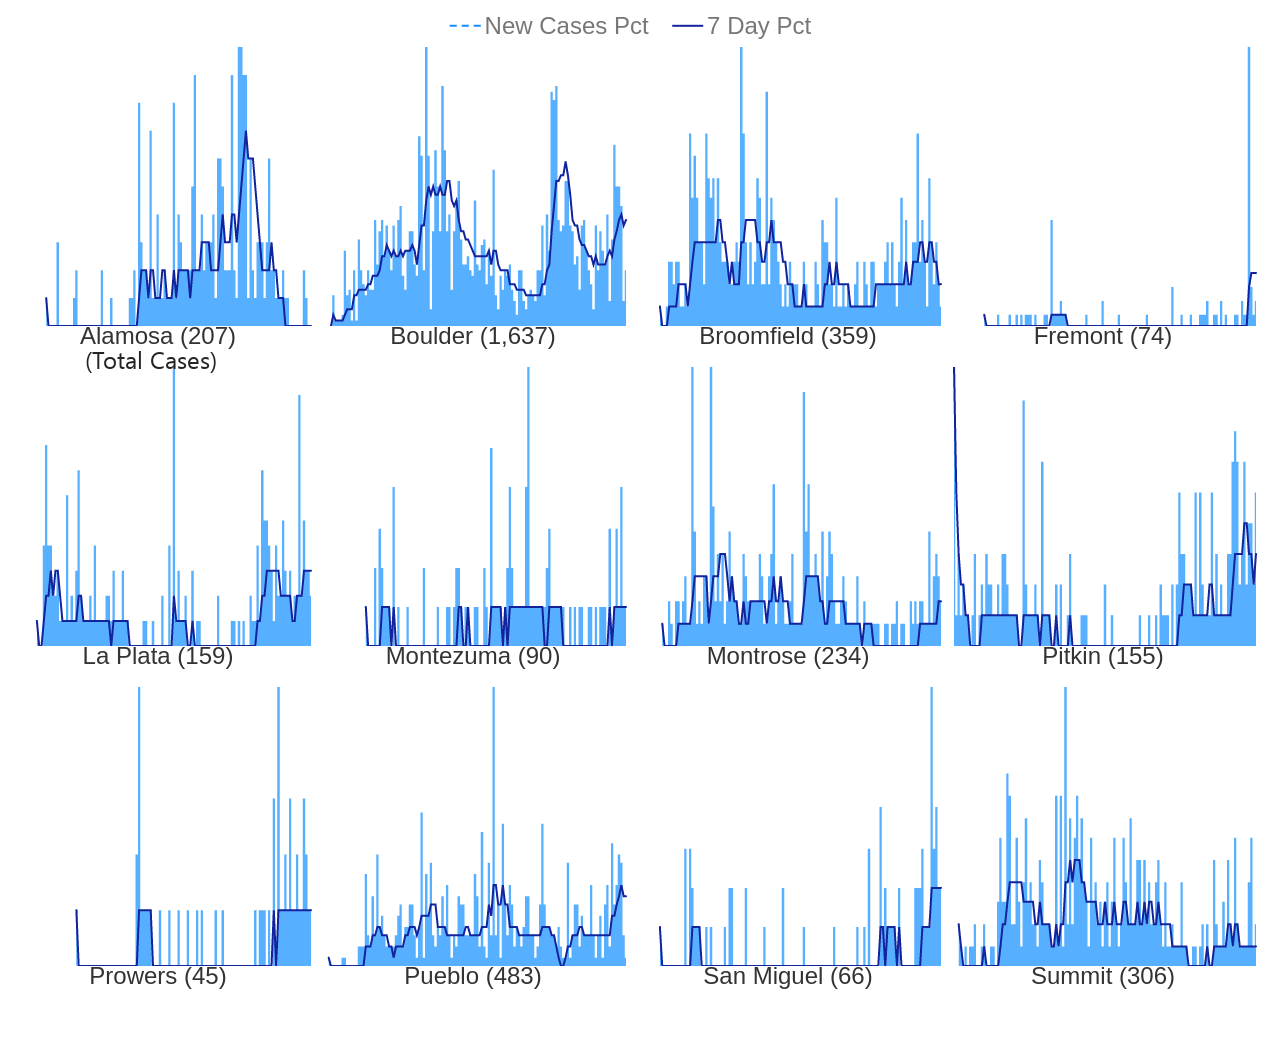 New Cases Pct 7 Day Pct
Alamosa (207) Boulder (1,637) Broomfield (359) Fremont (74)
(Total Cases)
La Plata (159) Montezuma (90) Montrose (234) Pitkin (155)
Prowers (45) Pueblo (483) San Miguel (66) Summit (306)